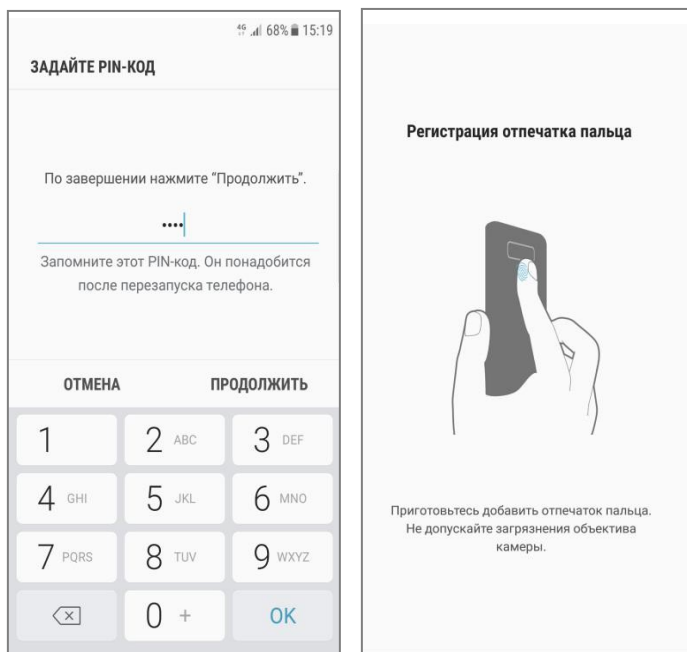 4G 68% 15:19
ЗАДАЙТЕ PIN-КОД
По завершении нажмите "Продолжить".
••••
Запомните этот PIN-код. Он понадобится
после перезапуска телефона.
ОТМЕНА ПРОДОЛЖИТЬ
1 2 ABC 3 DEF
4 GHI 5 JKL 6 MNO
7 PQRS 8 TUV 9 WXYZ
0 + OK
Регистрация отпечатка пальца
Приготовьтесь добавить отпечаток пальца.
Не допускайте загрязнения объектива
камеры.